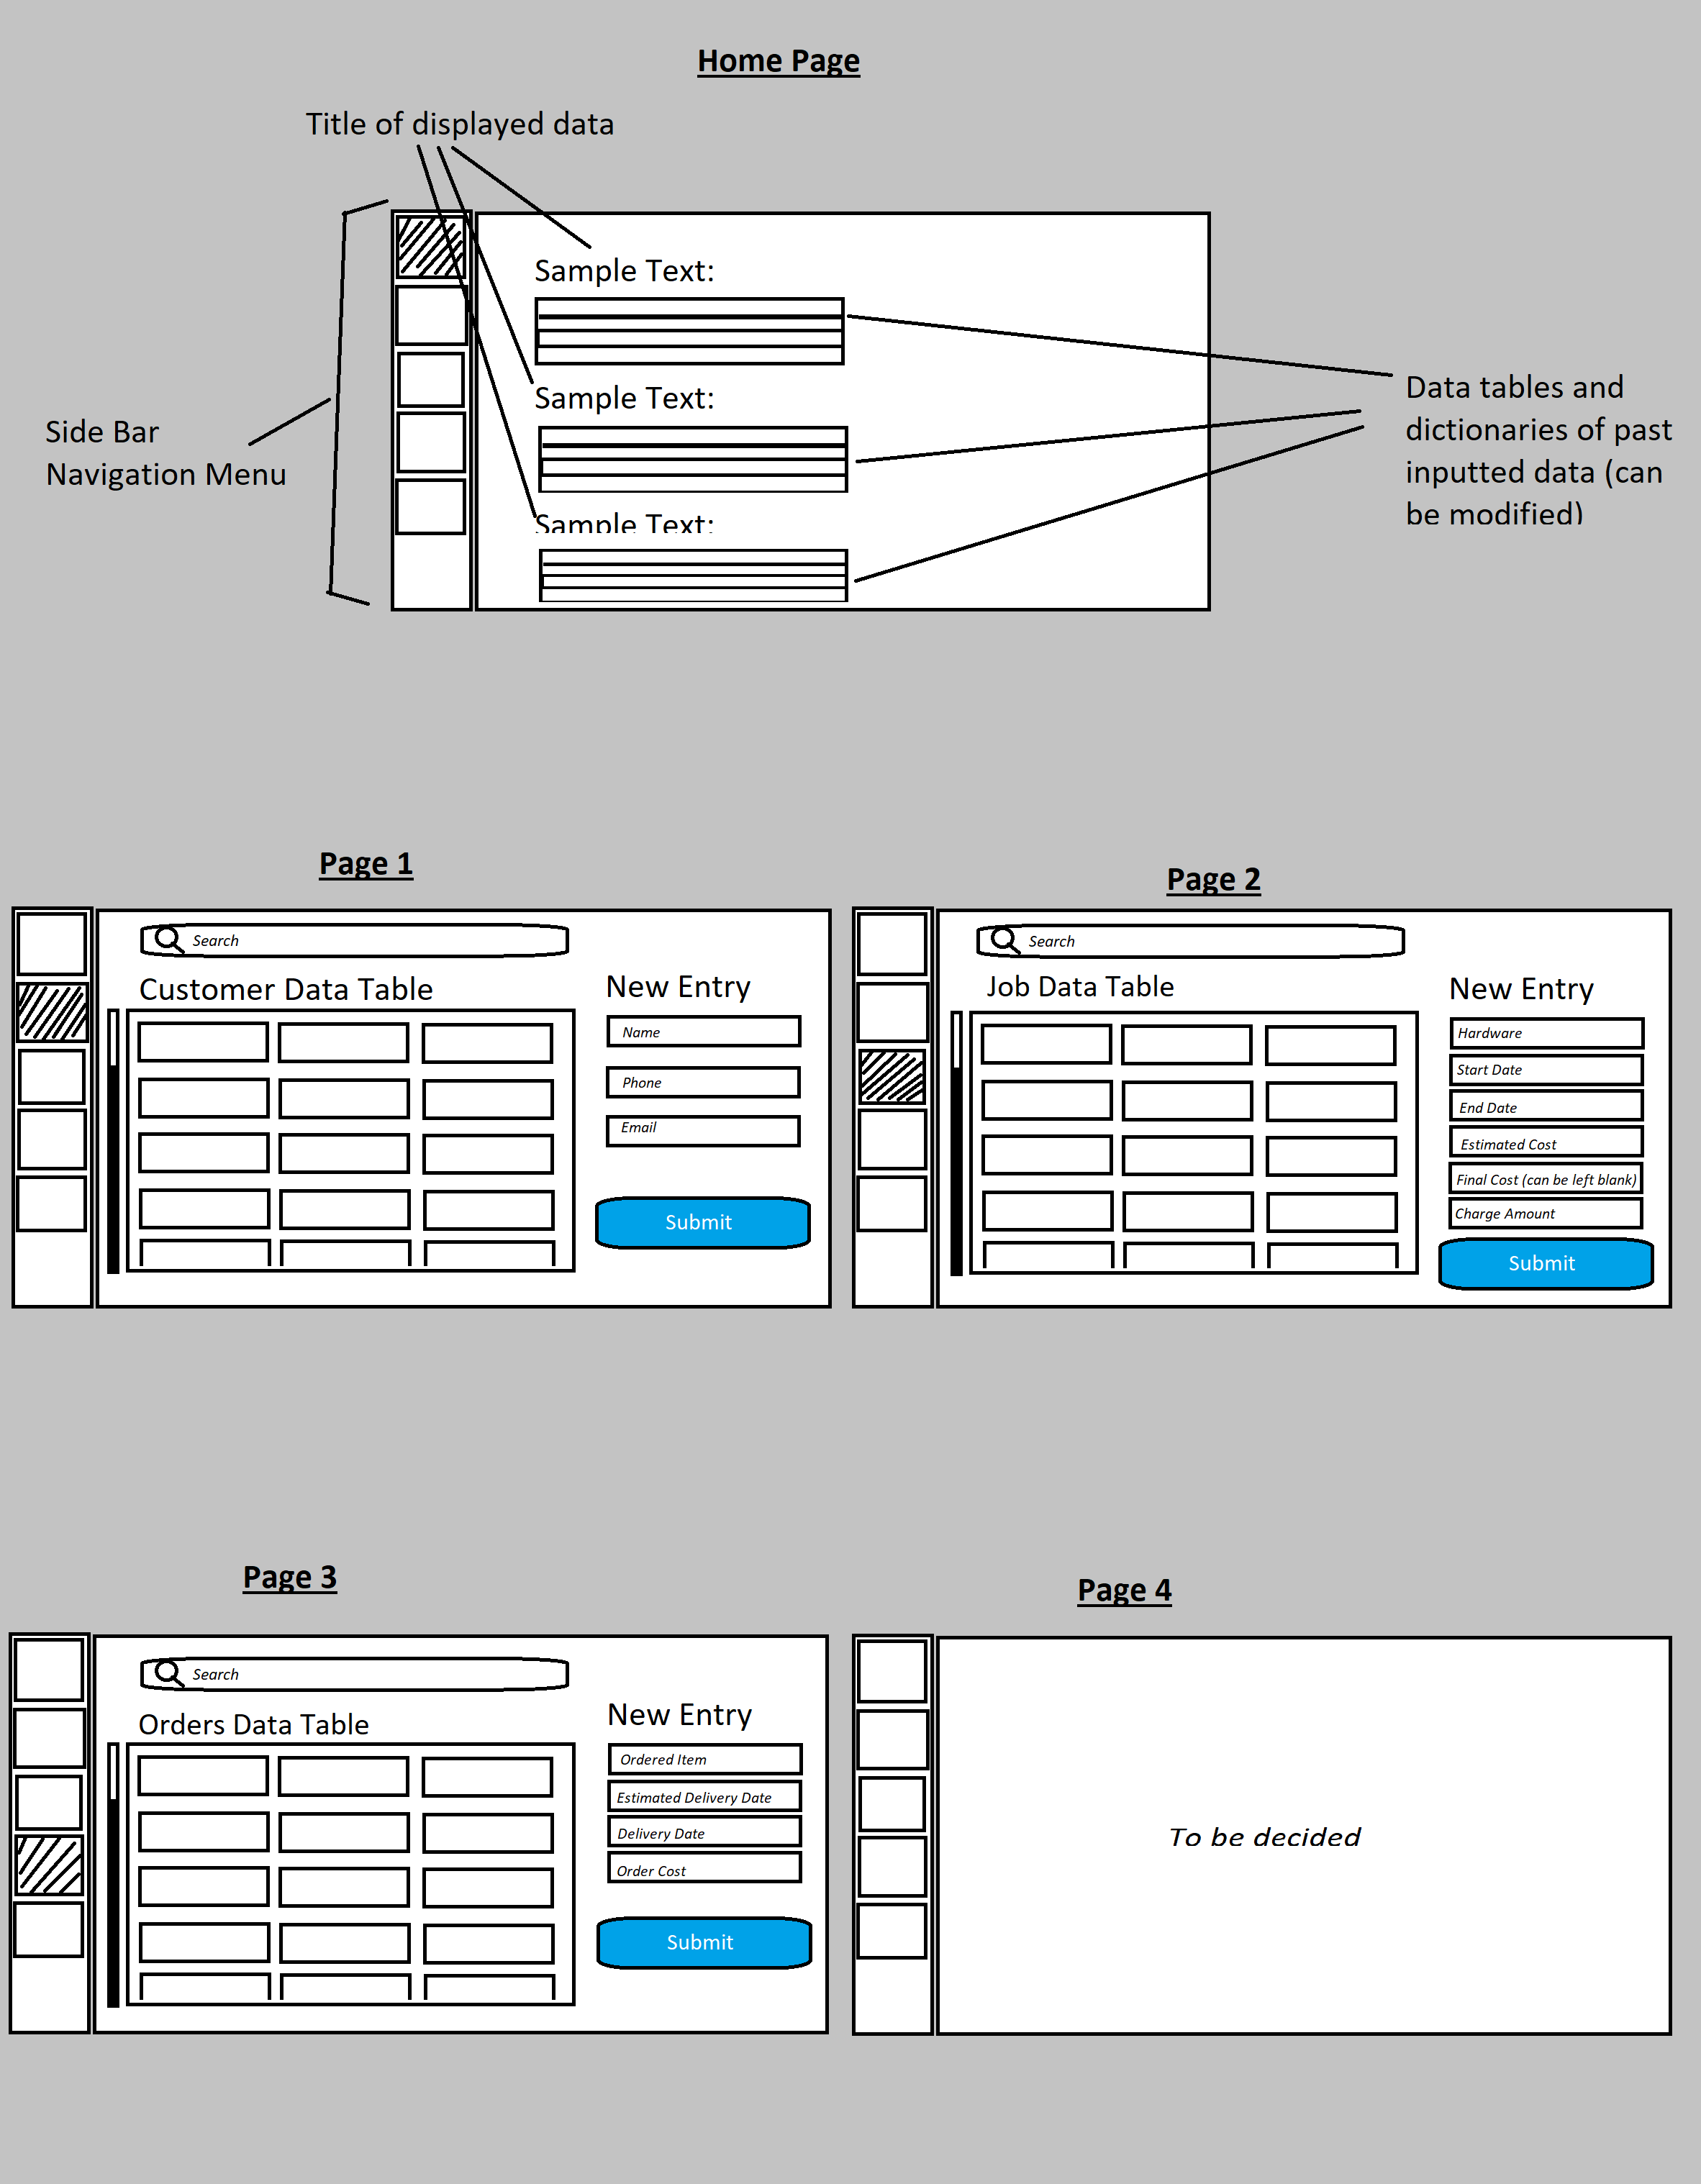 Home Page
Title of displayed data
Sample Text:
Sample Text:
Sample Text:
Side Bar
Navigation Menu
Data tables and
dictionaries of past
inputted data (can
be modified)
Page 1
Search
Customer Data Table
New Entry
Name
Phone
Email
Submit
Page 2
Search
Job Data Table
New Entry
Hardware
Start Date
End Date
Estimated Cost
Final Cost (can be left blank)
Charge Amount
Submit
Page 3
Search
Orders Data Table
New Entry
Ordered Item
Estimated Delivery Date
Delivery Date
Order Cost
Submit
Page 4
To be decided